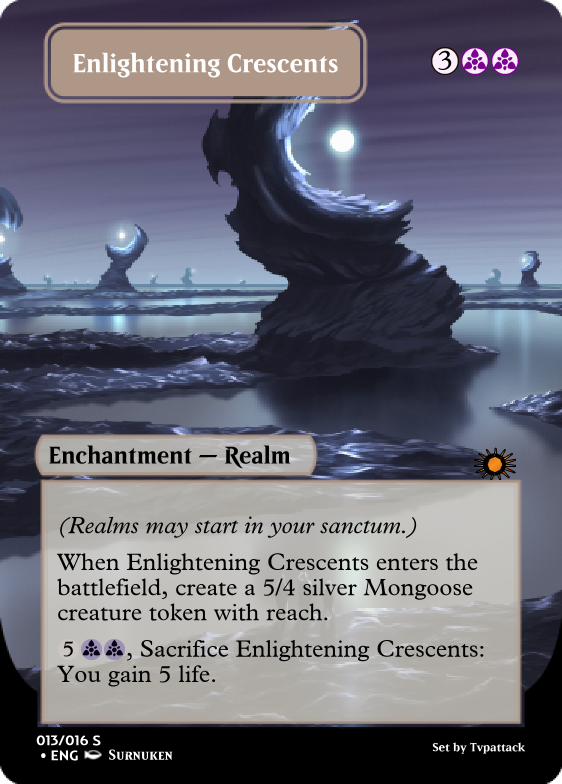 Enlightening Crescents
3
Enchantment — Realm
(Realms may start in your sanctum.)
When Enlightening Crescents enters the
battlefield, create a 5/4 silver Mongoose
creature token with reach.
5 , Sacrifice Enlightening Crescents:
You gain 5 life.
013/016 S
• ENG Surnuken
Set by Tvpattack